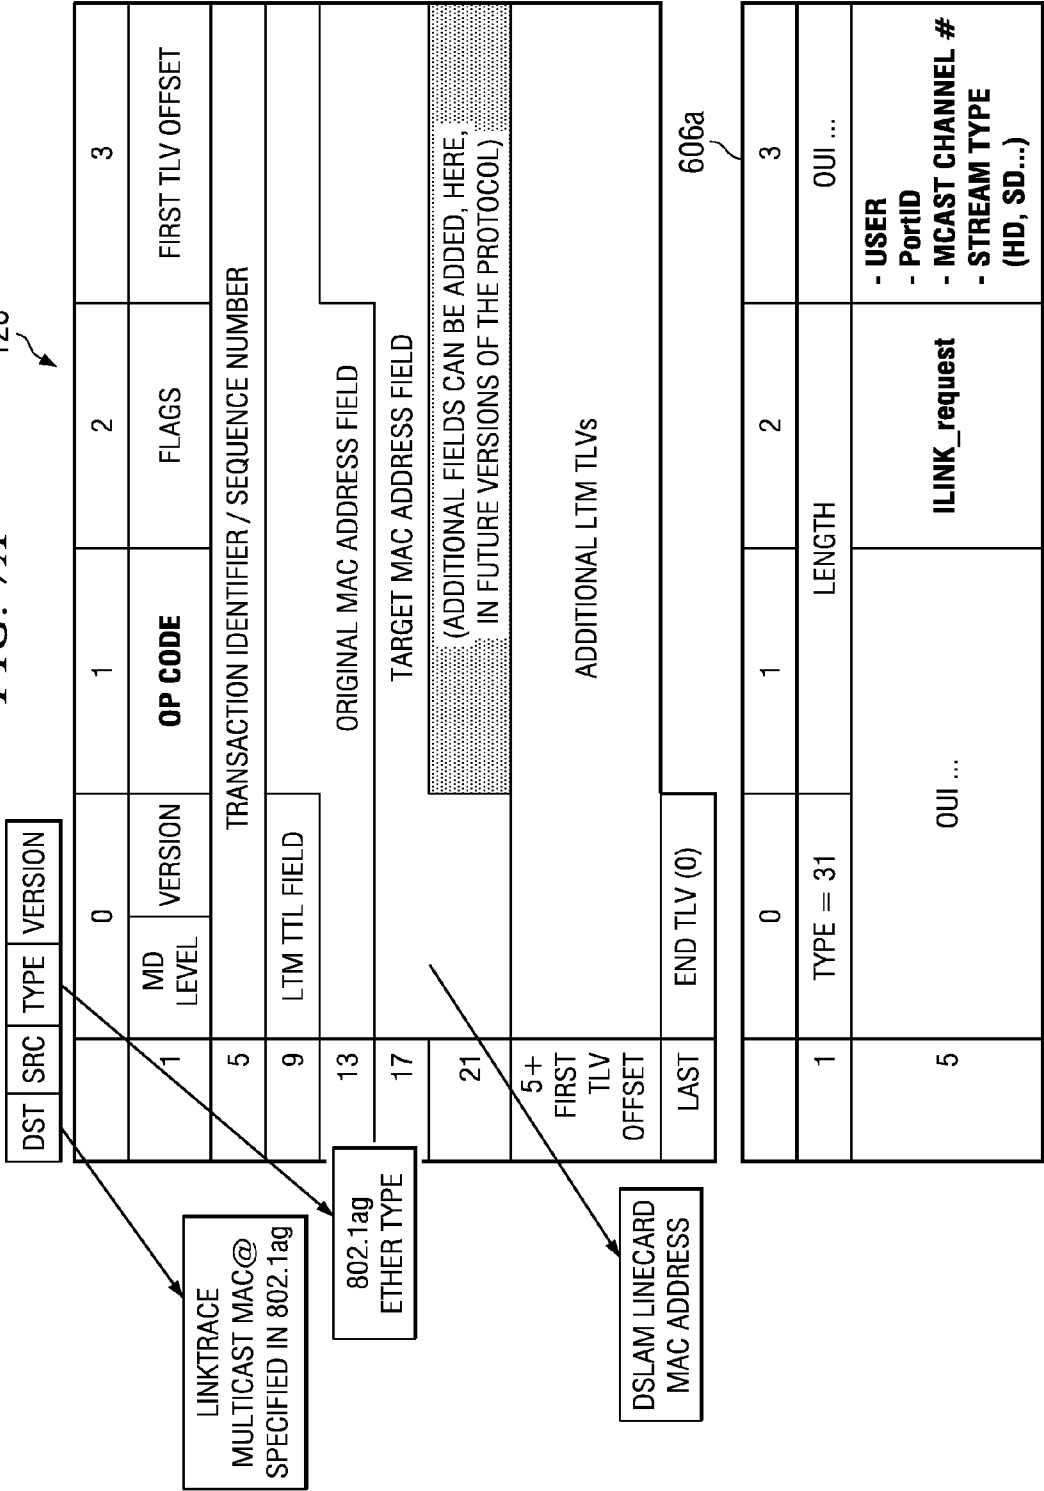 FIG. 7A
DST SRC TYPE VERSION
0 1 2 3
1 MD
LEVEL VERSION OP CODE FLAGS FIRST TLV OFFSET
5 TRANSACTION IDENTIFIER / SEQUENCE NUMBER
9 LTM TTL FIELD
13 ORIGINAL MAC ADDRESS FIELD
17 TARGET MAC ADDRESS FIELD
21 (ADDITIONAL FIELDS CAN BE ADDED, HERE,
IN FUTURE VERSIONS OF THE PROTOCOL)
5+
FIRST
TLV
OFFSET
ADDITIONAL LTM TLVs
LAST END TLV (0)
LINKTRACE
MULTICAST MAC@
SPECIFIED IN 802.1ag
802.1ag
ETHER TYPE
DSLAM LINECARD
MAC ADDRESS
606a
0 1 2 3
1 TYPE = 31 LENGTH OUI ...
5 OUI ... ILINK_request
- USER
- PortID
- MCAST CHANNEL #
- STREAM TYPE
(HD, SD...)